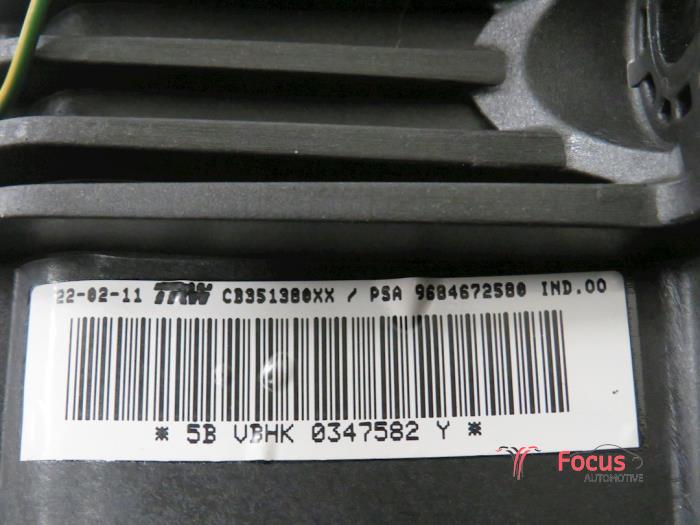 22-02-11 TRW CB351380XX / PSA 9684672580 IND.00
* 5B VBHK 0347582 Y *
Focus
AUTOMOTIVE